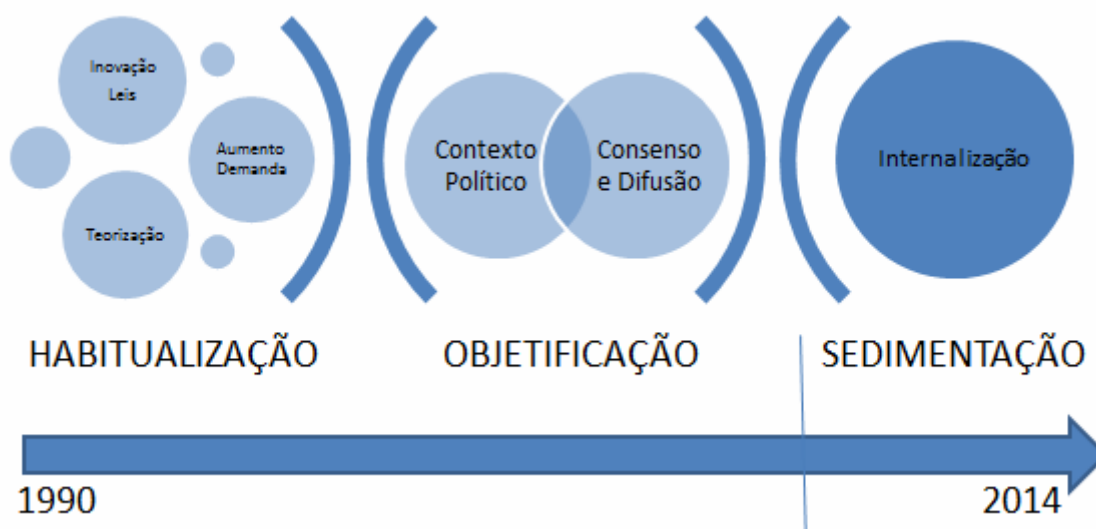 Inovação
Leis
Aumento
Demanda
Teorização
Contexto
Político
Consenso
e Difusão
Internalização
HABITUALIZAÇÃO
OBJETIFICAÇÃO
SEDIMENTAÇÃO
1990
2014